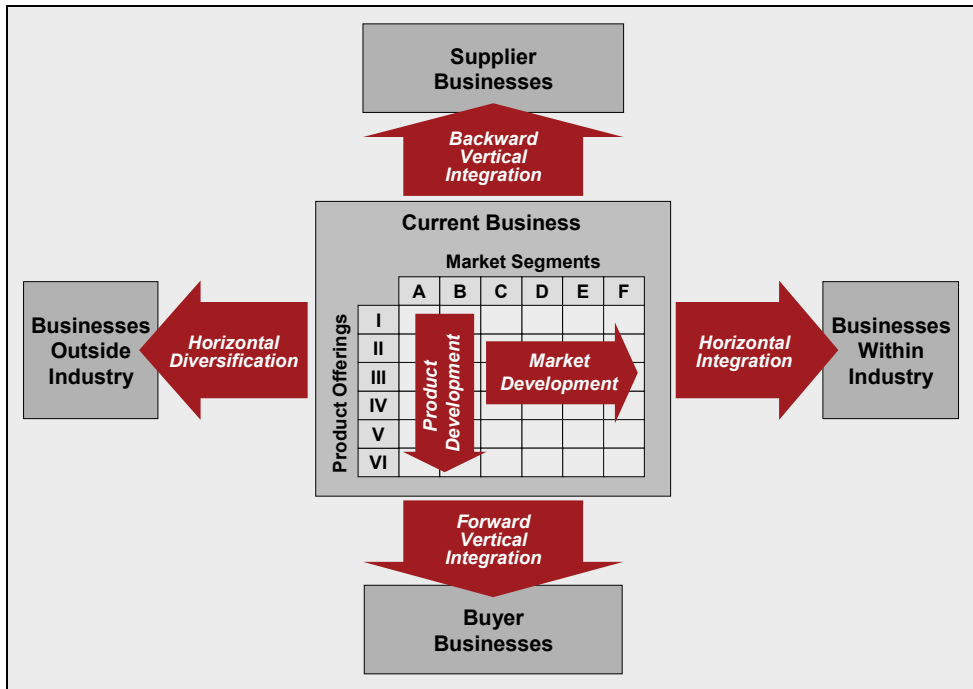 Supplier
Businesses
Backward
Vertical
Integration
Current Business
Market Segments
A B C D E F
Product Offerings
I
II
III
IV
V
VI
Product
Development
Market
Development
Businesses
Outside
Industry
Horizontal
Diversification
Horizontal
Integration
Businesses
Within
Industry
Forward
Vertical
Integration
Buyer
Businesses